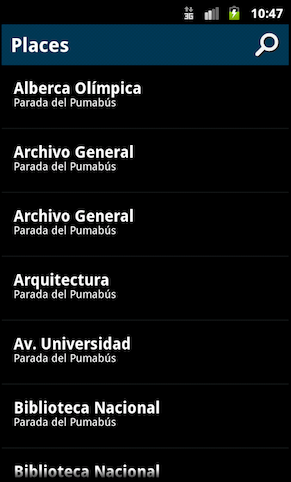 3G 10:47
Places
Alberca Olímpica
Parada del Pumabús
Archivo General
Parada del Pumabús
Archivo General
Parada del Pumabús
Arquitectura
Parada del Pumabús
Av. Universidad
Parada del Pumabús
Biblioteca Nacional
Parada del Pumabús
Biblioteca Nacional